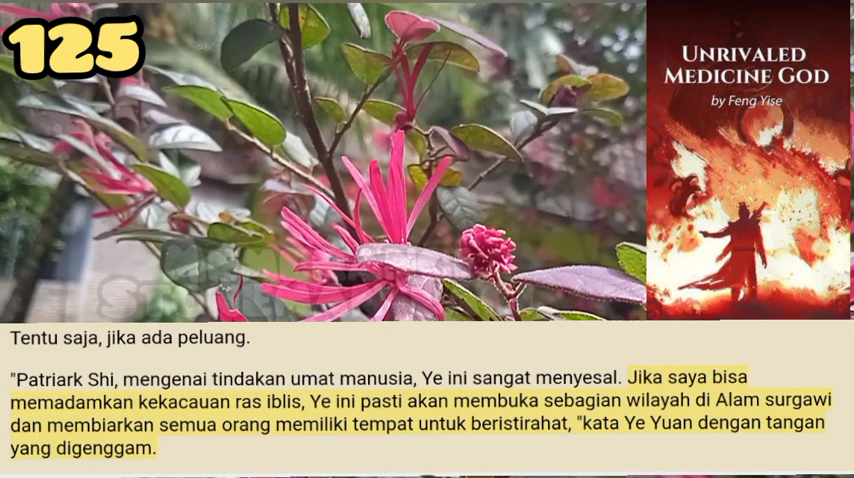 125
UNRIVALED
MEDICINE GOD
by Feng Yise
Tentu saja, jika ada peluang.
"Patriark Shi, mengenai tindakan umat manusia, Ye ini sangat menyesal. Jika saya bisa
memadamkan kekacauan ras iblis, Ye ini pasti akan membuka sebagian wilayah di Alam surgawi
dan membiarkan semua orang memiliki tempat untuk beristirahat, "kata Ye Yuan dengan tangan
yang digenggam.